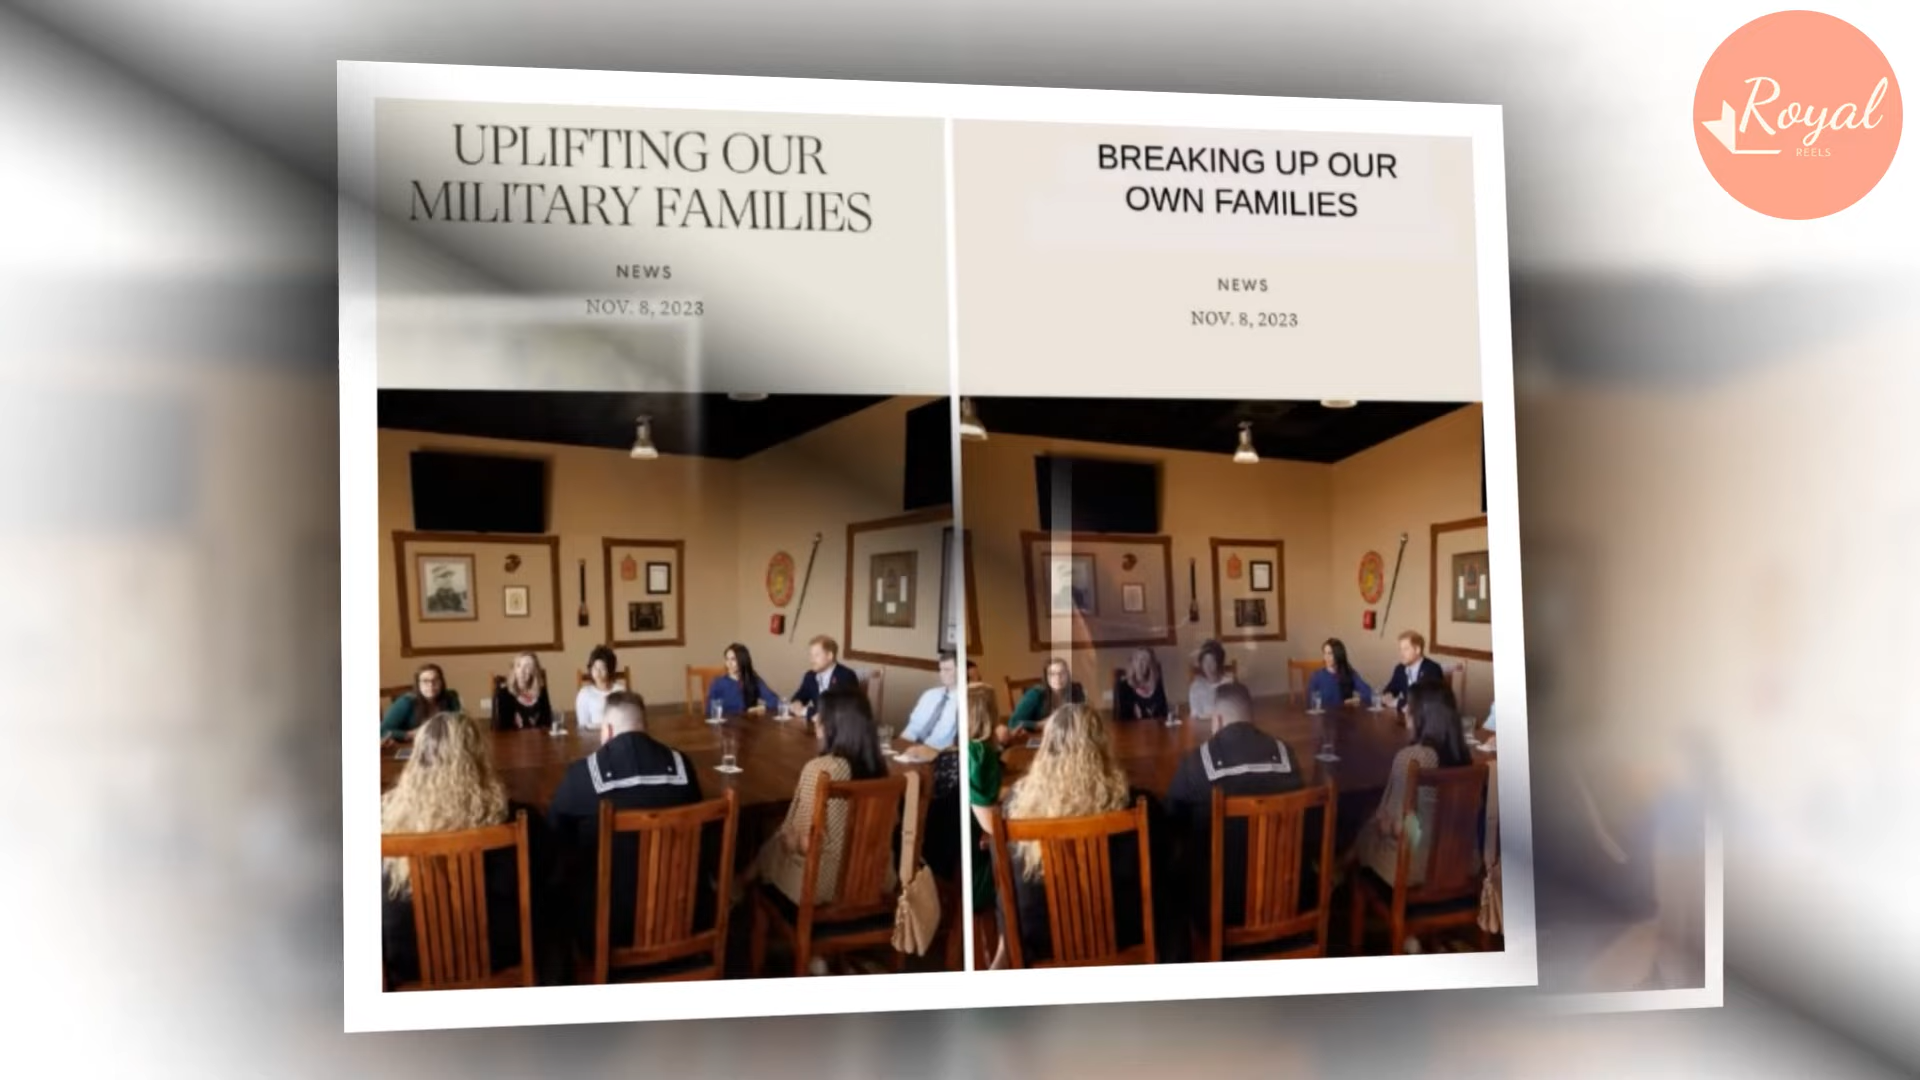 UPLIFTING OUR
MILITARY FAMILIES
NEWS
NOV. 8, 2023
BREAKING UP OUR
OWN FAMILIES
NEWS
NOV. 8, 2023
Royal
REELS